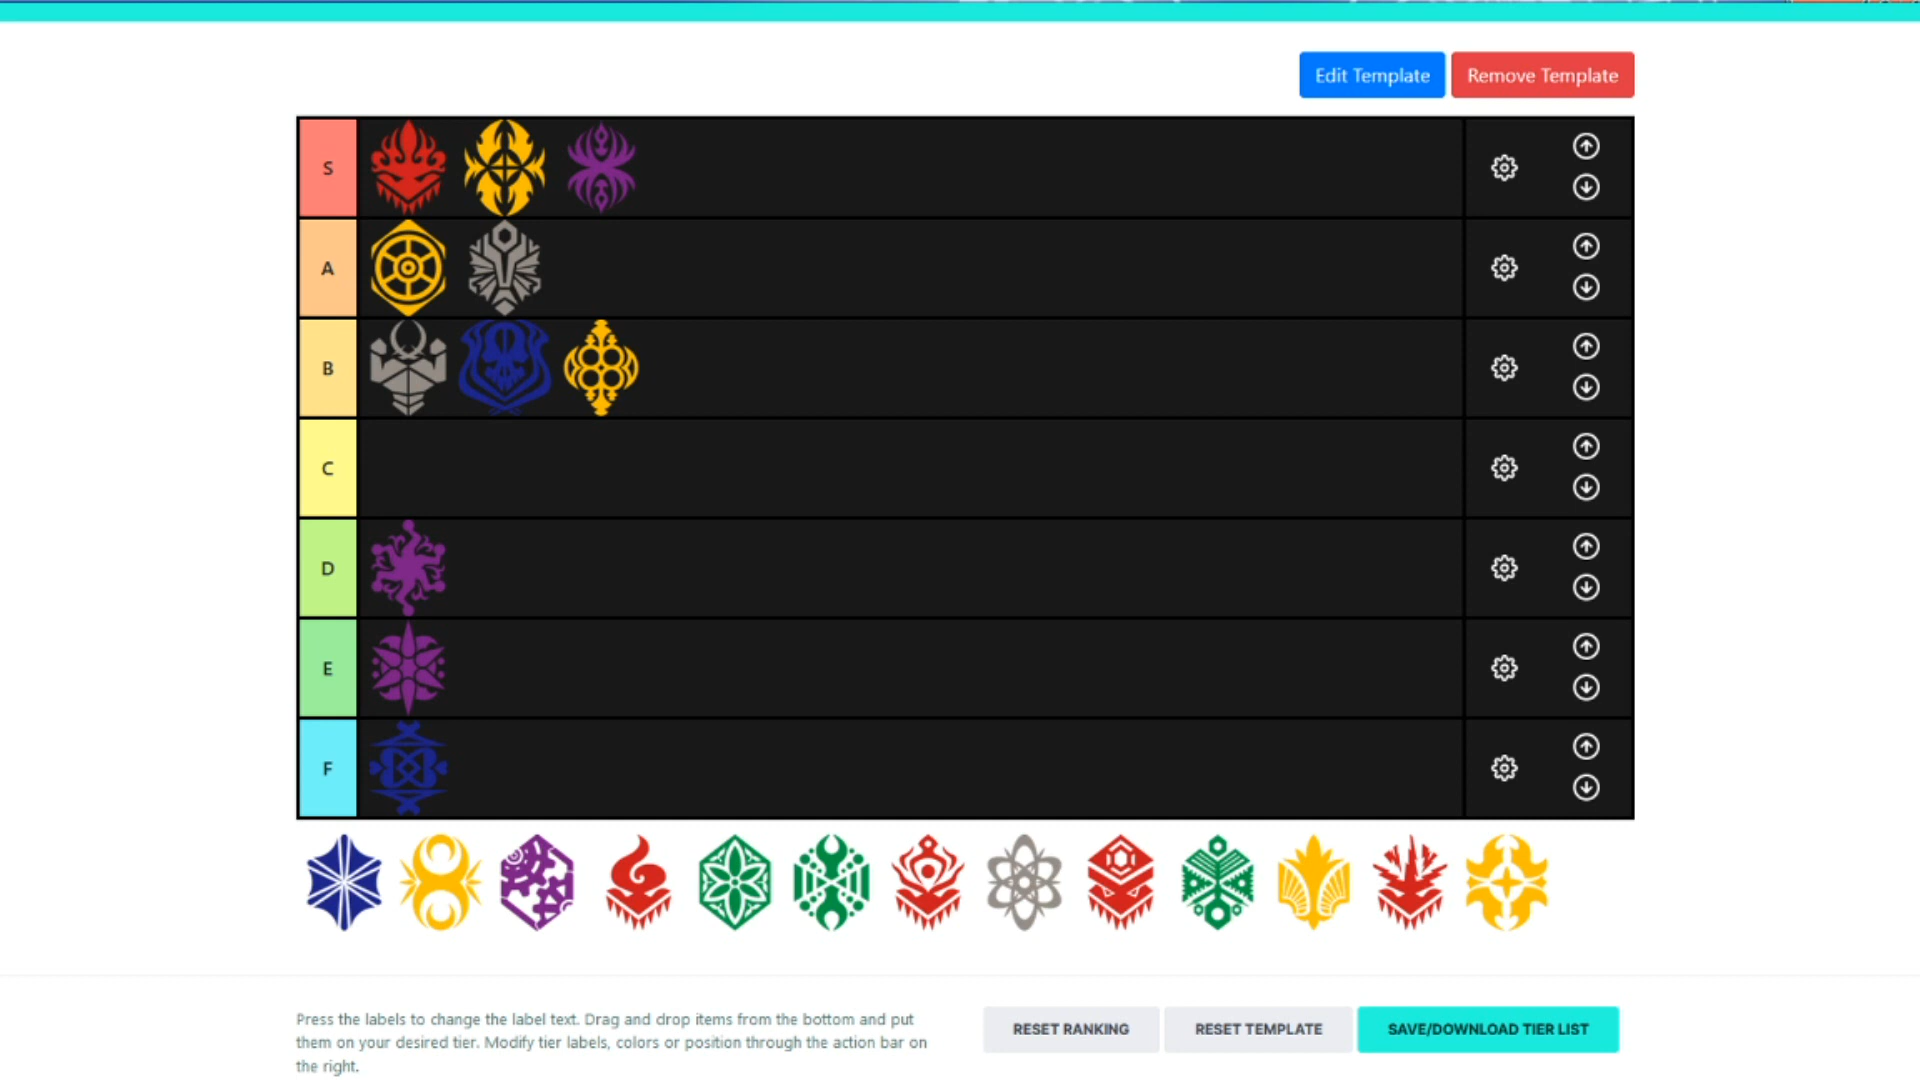 Edit Template
Remove Template
S
A
B
C
D
E
F
Press the labels to change the label text. Drag and drop items from the bottom and put
them on your desired tier. Modify tier labels, colors or position through the action bar on
the right.
RESET RANKING
RESET TEMPLATE
SAVE/DOWNLOAD TIER LIST